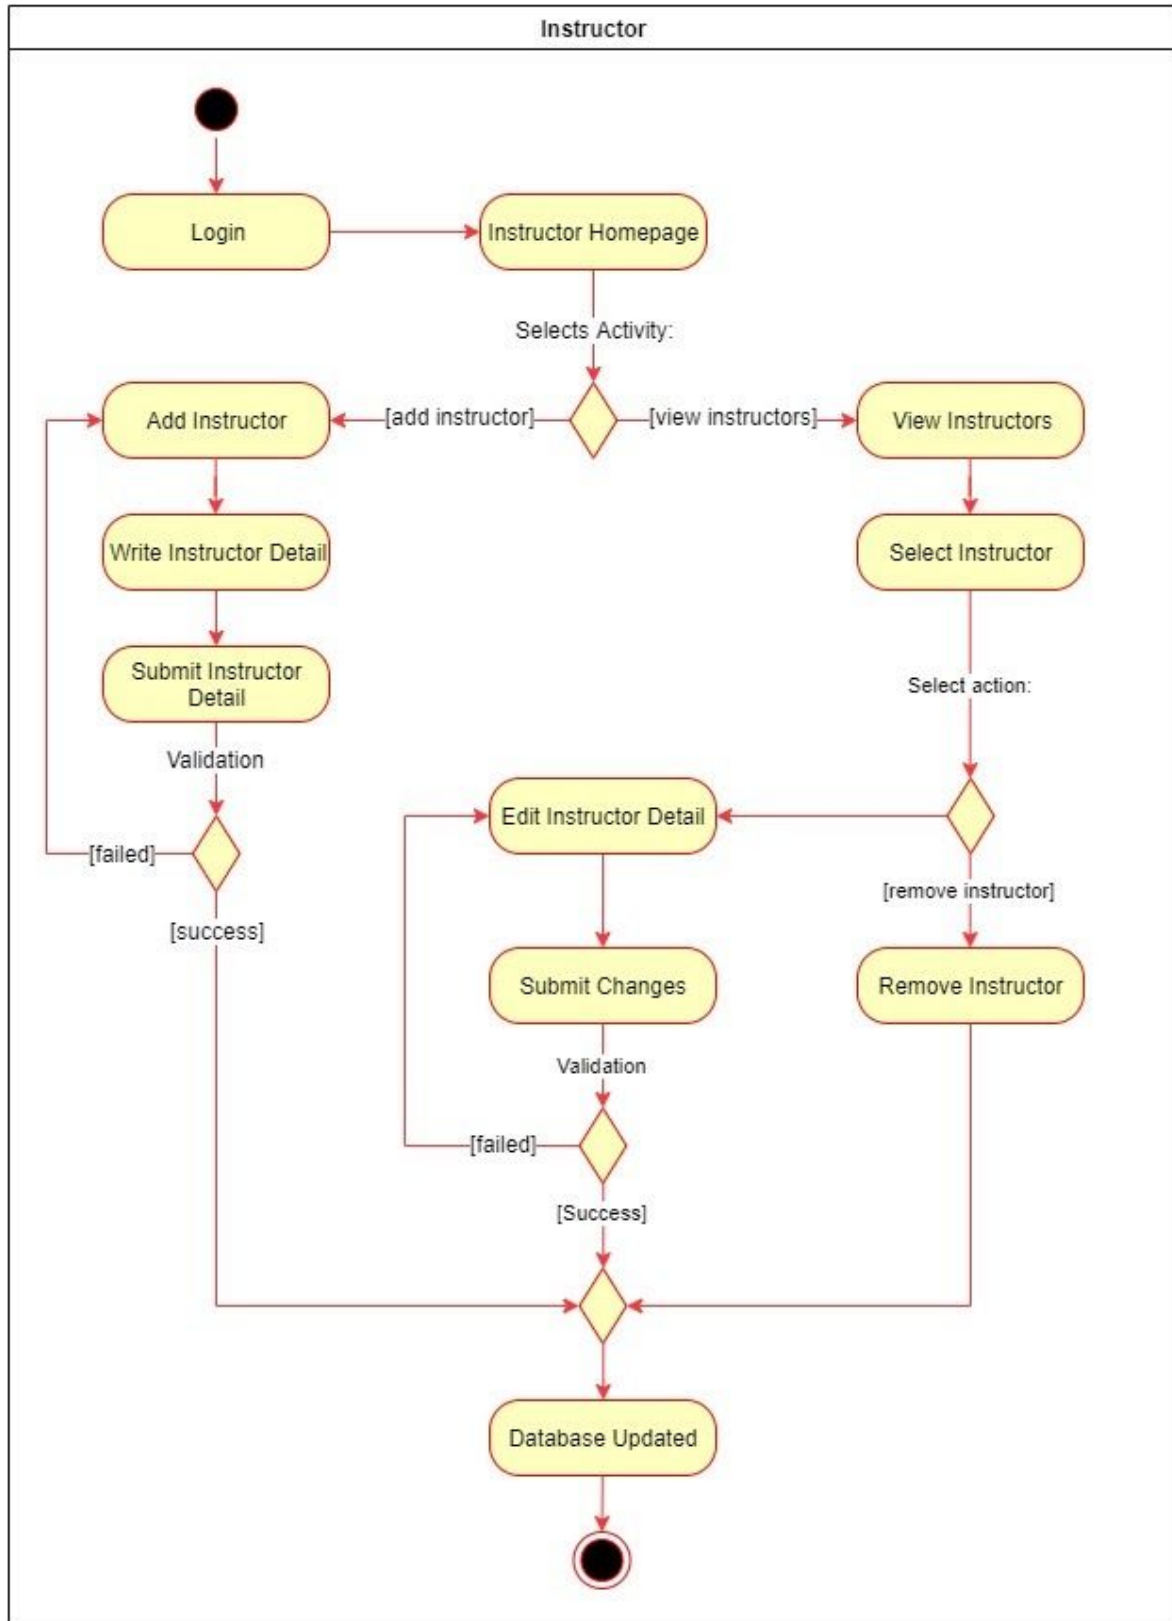 Instructor
Login
Instructor Homepage
Selects Activity:
Add Instructor
[add instructor]
[view instructors]
View Instructors
Write Instructor Detail
Select Instructor
Submit Instructor
Detail
Select action:
Validation
Edit Instructor Detail
[failed]
[remove instructor]
[success]
Submit Changes
Remove Instructor
Validation
[failed]
[Success]
Database Updated